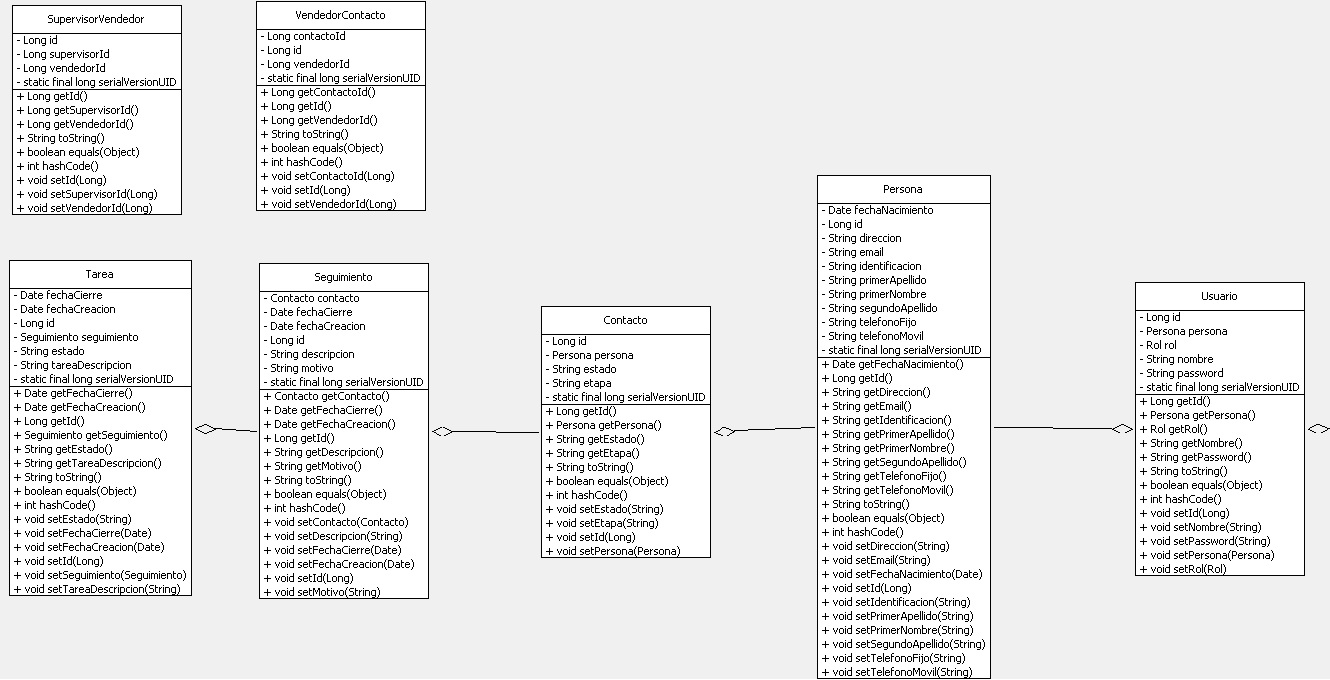 SupervisorVendedor
- Long id
- Long supervisorId
- Long vendedorId
- static final long serialVersionUID
+ Long getId()
+ Long getSupervisorId()
+ Long getVendedorId()
+ String toString()
+ boolean equals(Object)
+ int hashCode()
+ void setId(Long)
+ void setSupervisorId(Long)
+ void setVendedorId(Long)
VendedorContacto
- Long contactoId
- Long id
- Long vendedorId
- static final long serialVersionUID
+ Long getContactoId()
+ Long getId()
+ Long getVendedorId()
+ String toString()
+ boolean equals(Object)
+ int hashCode()
+ void setContactoId(Long)
+ void setId(Long)
+ void setVendedorId(Long)
Tarea
- Date fechaCierre
- Date fechaCreacion
- Long id
- Seguimiento seguimiento
- String estado
- String tareaDescripcion
- static final long serialVersionUID
+ Date getFechaCierre()
+ Date getFechaCreacion()
+ Long getId()
+ Seguimiento getSeguimiento()
+ String getEstado()
+ String getTareaDescripcion()
+ String toString()
+ boolean equals(Object)
+ int hashCode()
+ void setEstado(String)
+ void setFechaCierre(Date)
+ void setFechaCreacion(Date)
+ void setId(Long)
+ void setSeguimiento(Seguimiento)
+ void setTareaDescripcion(String)
Seguimiento
- Contacto contacto
- Date fechaCierre
- Date fechaCreacion
- Long id
- String descripcion
- String motivo
- static final long serialVersionUID
+ Contacto getContacto()
+ Date getFechaCierre()
+ Date getFechaCreacion()
+ Long getId()
+ String getDescripcion()
+ String getMotivo()
+ String toString()
+ boolean equals(Object)
+ int hashCode()
+ void setContacto(Contacto)
+ void setDescripcion(String)
+ void setFechaCierre(Date)
+ void setFechaCreacion(Date)
+ void setId(Long)
+ void setMotivo(String)
Contacto
- Long id
- Persona persona
- String estado
- String etapa
- static final long serialVersionUID
+ Long getId()
+ Persona getPersona()
+ String getEstado()
+ String getEtapa()
+ String toString()
+ boolean equals(Object)
+ int hashCode()
+ void setEstado(String)
+ void setEtapa(String)
+ void setId(Long)
+ void setPersona(Persona)
Persona
- Date fechaNacimiento
- Long id
- String direccion
- String email
- String identificacion
- String primerApellido
- String primerNombre
- String segundoApellido
- String telefonoFijo
- String telefonoMovil
- static final long serialVersionUID
+ Date getFechaNacimiento()
+ Long getId()
+ String getDireccion()
+ String getEmail()
+ String getIdentificacion()
+ String getPrimerApellido()
+ String getPrimerNombre()
+ String getSegundoApellido()
+ String getTelefonoFijo()
+ String getTelefonoMovil()
+ String toString()
+ boolean equals(Object)
+ int hashCode()
+ void setDireccion(String)
+ void setEmail(String)
+ void setFechaNacimiento(Date)
+ void setId(Long)
+ void setIdentificacion(String)
+ void setPrimerApellido(String)
+ void setPrimerNombre(String)
+ void setSegundoApellido(String)
+ void setTelefonoFijo(String)
+ void setTelefonoMovil(String)
Usuario
- Long id
- Persona persona
- Rol rol
- String nombre
- String password
- static final long serialVersionUID
+ Long getId()
+ Persona getPersona()
+ Rol getRol()
+ String getNombre()
+ String getPassword()
+ String toString()
+ boolean equals(Object)
+ int hashCode()
+ void setId(Long)
+ void setNombre(String)
+ void setPassword(String)
+ void setPersona(Persona)
+ void setRol(Rol)